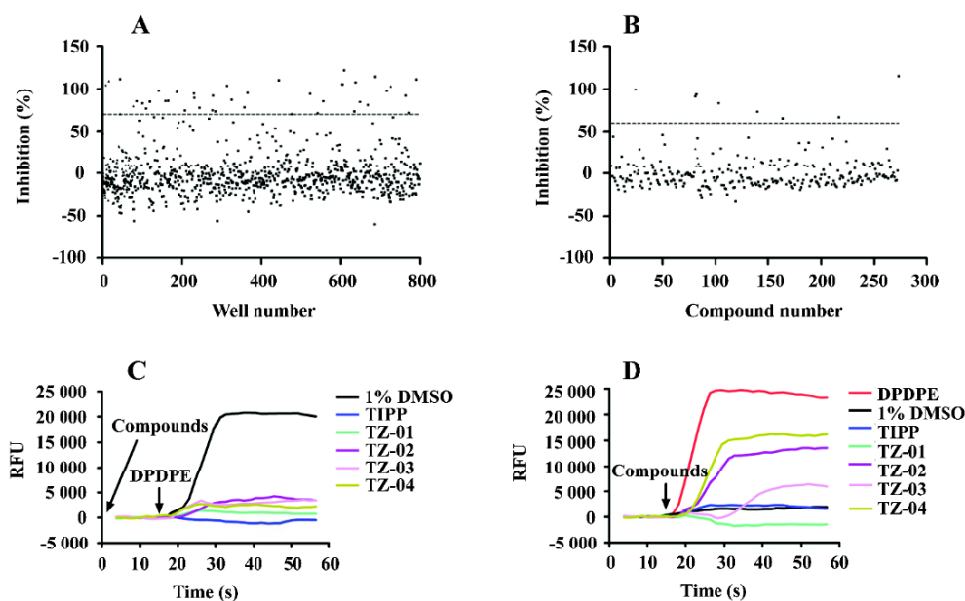 A
Inhibition (%)
150
100
50
0
-50
-100
0 200 400 600 800
Well number
B
Inhibition (%)
150
100
50
0
-50
-100
0 50 100 150 200 250 300
Compound number
C
RFU
25 000
20 000
15 000
10 000
5 000
0
-5 000
0 10 20 30 40 50 60
Time (s)
Compounds
DPDPE
1% DMSO
TIPP
TZ-01
TZ-02
TZ-03
TZ-04
D
RFU
25 000
20 000
15 000
10 000
5 000
0
-5 000
0 10 20 30 40 50 60
Time (s)
Compounds
DPDPE
1% DMSO
TIPP
TZ-01
TZ-02
TZ-03
TZ-04